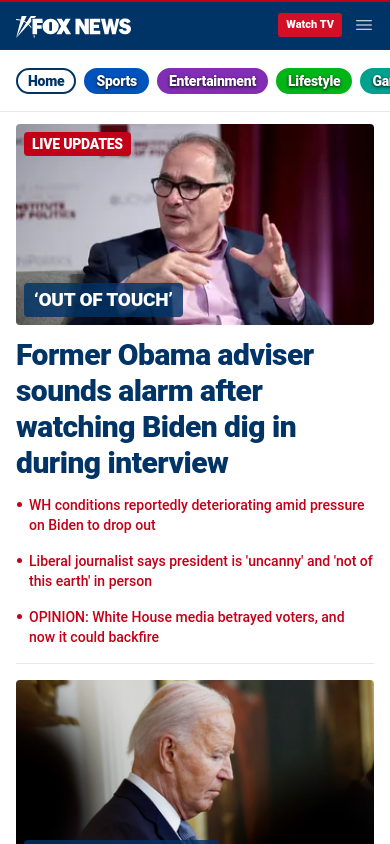 FOX NEWS
Watch TV
Home
Sports
Entertainment
Lifestyle
Ga
LIVE UPDATES
INSTITUTE
OF POLITICS
‘OUT OF TOUCH’
Former Obama adviser
sounds alarm after
watching Biden dig in
during interview
• WH conditions reportedly deteriorating amid pressure
on Biden to drop out
• Liberal journalist says president is 'uncanny' and 'not of
this earth' in person
• OPINION: White House media betrayed voters, and
now it could backfire